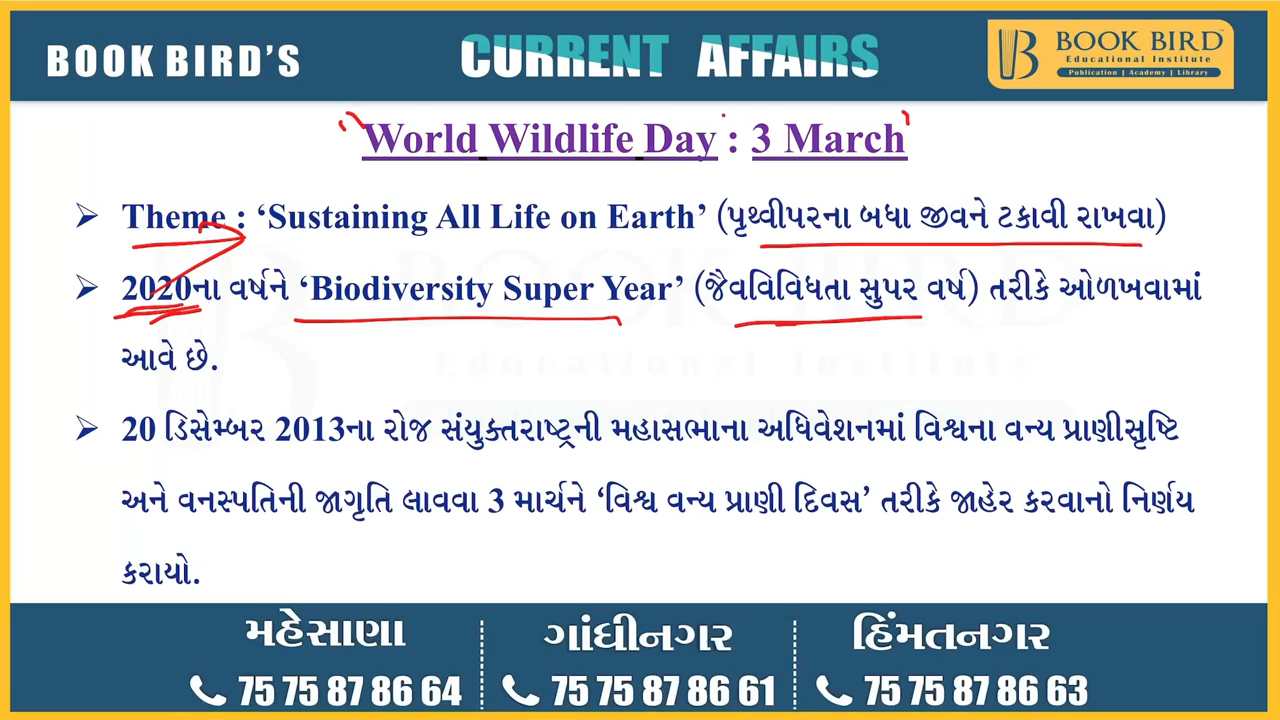 BOOK BIRD'S
CURRENT AFFAIRS
BOOK BIRD™
Educational Institute
Publication | Academy | Library
World Wildlife Day : 3 March
➢ Theme : ‘Sustaining All Life on Earth’ (પૃથ્વીપરના બધા જીવને ટકાવી રાખવા)
➢ 2020ના વર્ષને ‘Biodiversity Super Year’ (જૈવવિવિધતા સુપર વર્ષ) તરીકે ઓળખવામાં
આવે છે.
➢ 20 ડિસેમ્બર 2013ના રોજ સંયુક્તરાષ્ટ્રની મહાસભાના અધિવેશનમાં વિશ્વના વન્ય પ્રાણીસૃષ્ટિ
અને વનસ્પતિની જાગૃતિ લાવવા 3 માર્ચને ‘વિશ્વ વન્ય પ્રાણી દિવસ’ તરીકે જાહેર કરવાનો નિર્ણય
કરાયો.
BOOK BIRD
Educational Institute
મહેસાણા ગાંધીનગર હિંમતનગર
75 75 87 86 64 75 75 87 86 61 75 75 87 86 63